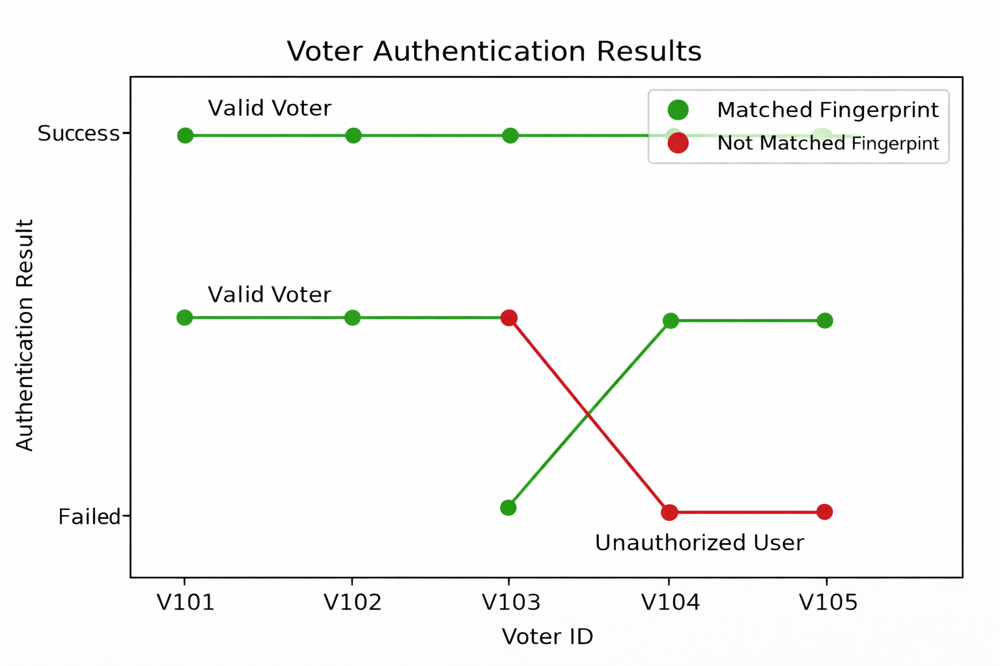 Voter Authentication Results
Valid Voter
Matched Fingerprint
Not Matched Fingerpint
Success
Valid Voter
Failed
Unauthorized User
Authentication Result
V101 V102 V103 V104 V105
Voter ID